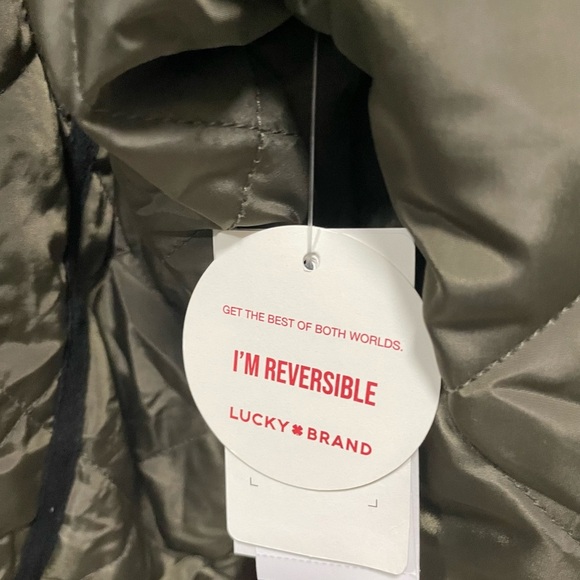 GET THE BEST OF BOTH WORLDS.
I'M REVERSIBLE
LUCKY BRAND